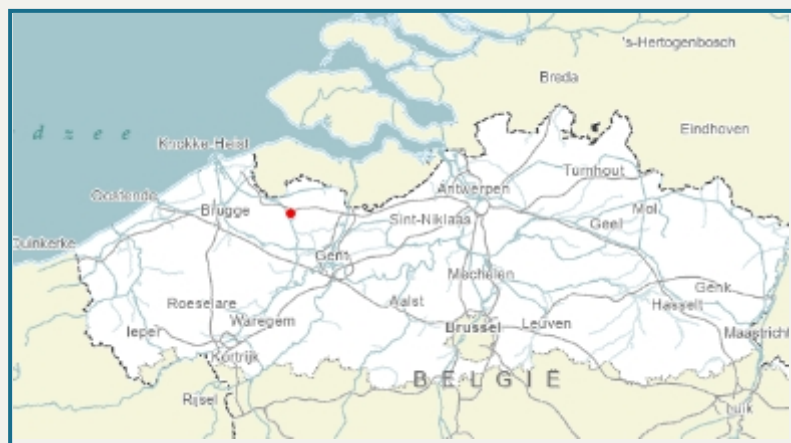 's-Hertogenbosch
Breda
d z e e
Eindhoven
Knokke-Heist
Turnhout
Antwerpen
Oostende
Brugge
Mol
Sint-Niklaas
Geel
Duinkerke
Gent
Mechelen
Genk
Roeselare
Aalst
Hasselt
Waregem
Ieper
Brussel
Leuven
Maastricht
Kortrijk
BELGIË
Rijsel
Luik